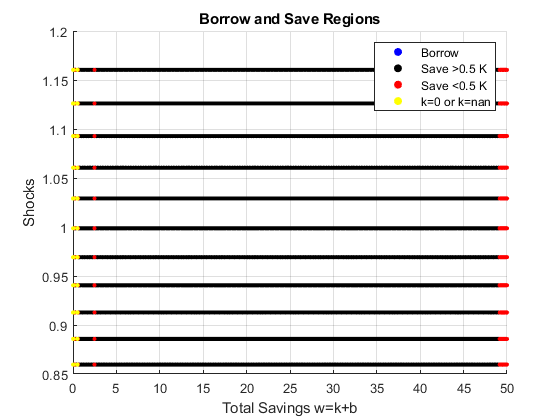 Borrow and Save Regions
1.2
1.15
1.1
1.05
1
0.95
0.9
0.85
Shocks
Borrow
Save >0.5 K
Save <0.5 K
k=0 or k=nan
0 5 10 15 20 25 30 35 40 45 50
Total Savings w=k+b